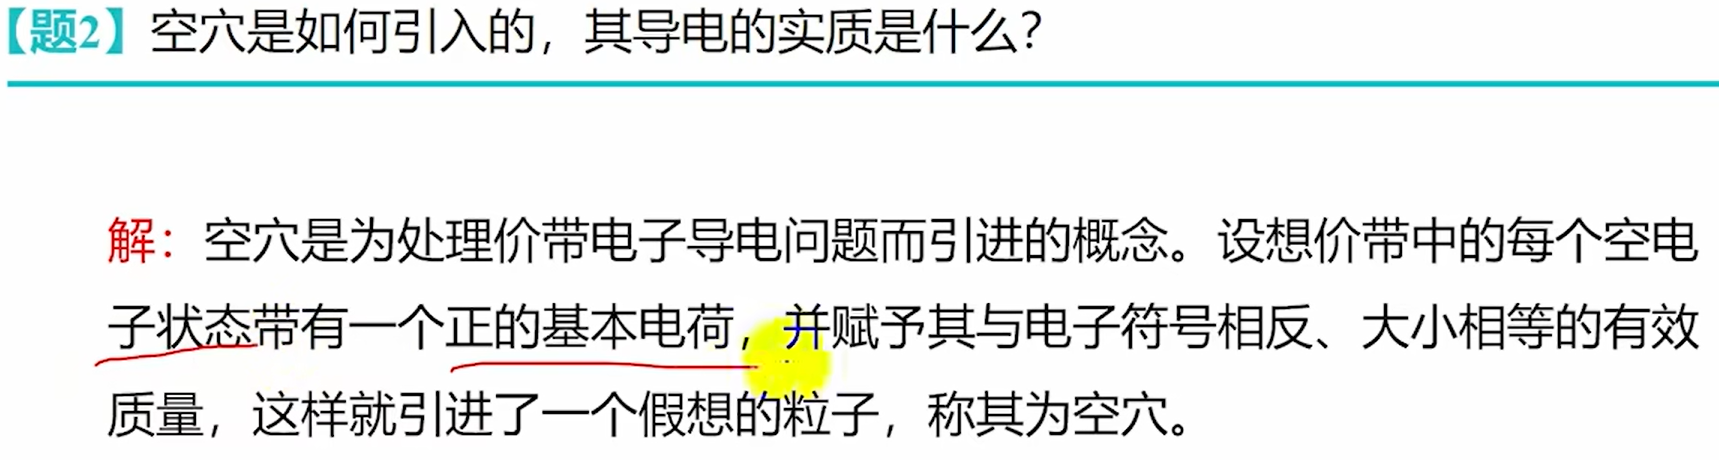 【题2】空穴是如何引入的，其导电的实质是什么？
解：空穴是为处理价带电子导电问题而引进的概念。设想价带中的每个空电
子状态带有一个正的基本电荷，并赋予其与电子符号相反、大小相等的有效
质量，这样就引进了一个假想的粒子，称其为空穴。